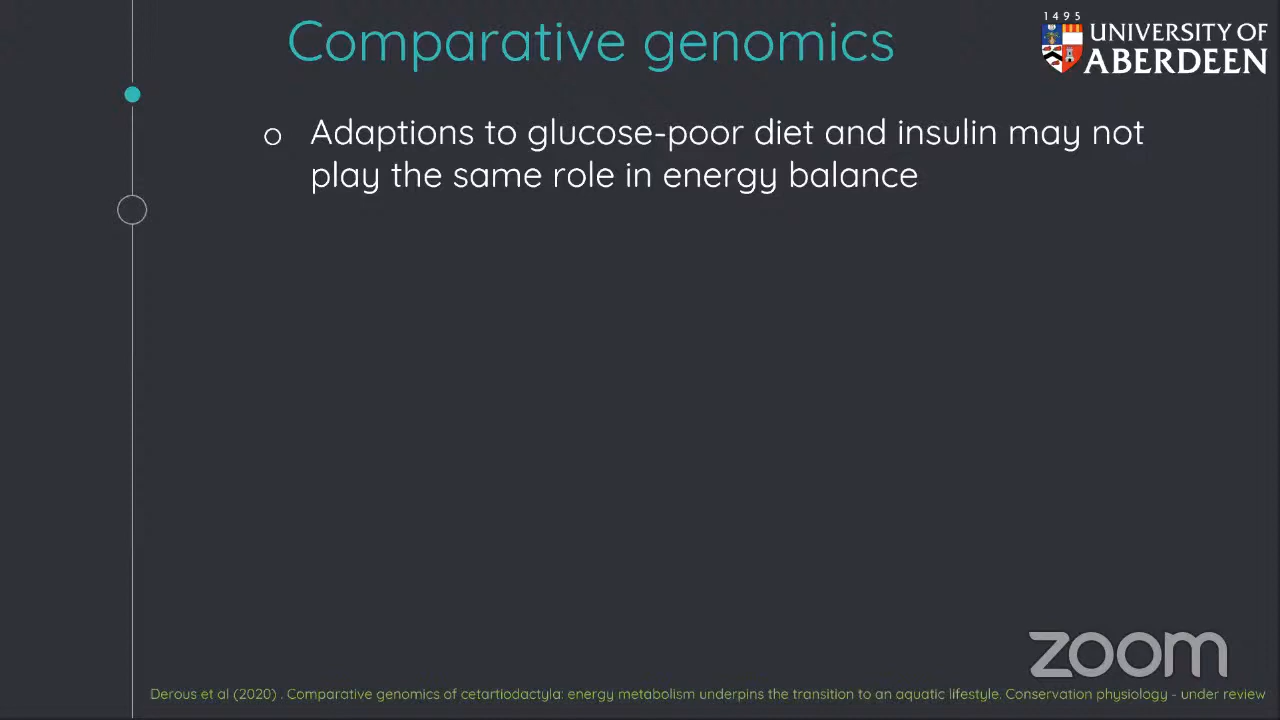 Comparative genomics
1495
UNIVERSITY OF
ABERDEEN
o Adaptions to glucose-poor diet and insulin may not
play the same role in energy balance
zoom
Derous et al (2020) . Comparative genomics of cetartiodactyla: energy metabolism underpins the transition to an aquatic lifestyle. Conservation physiology - under review